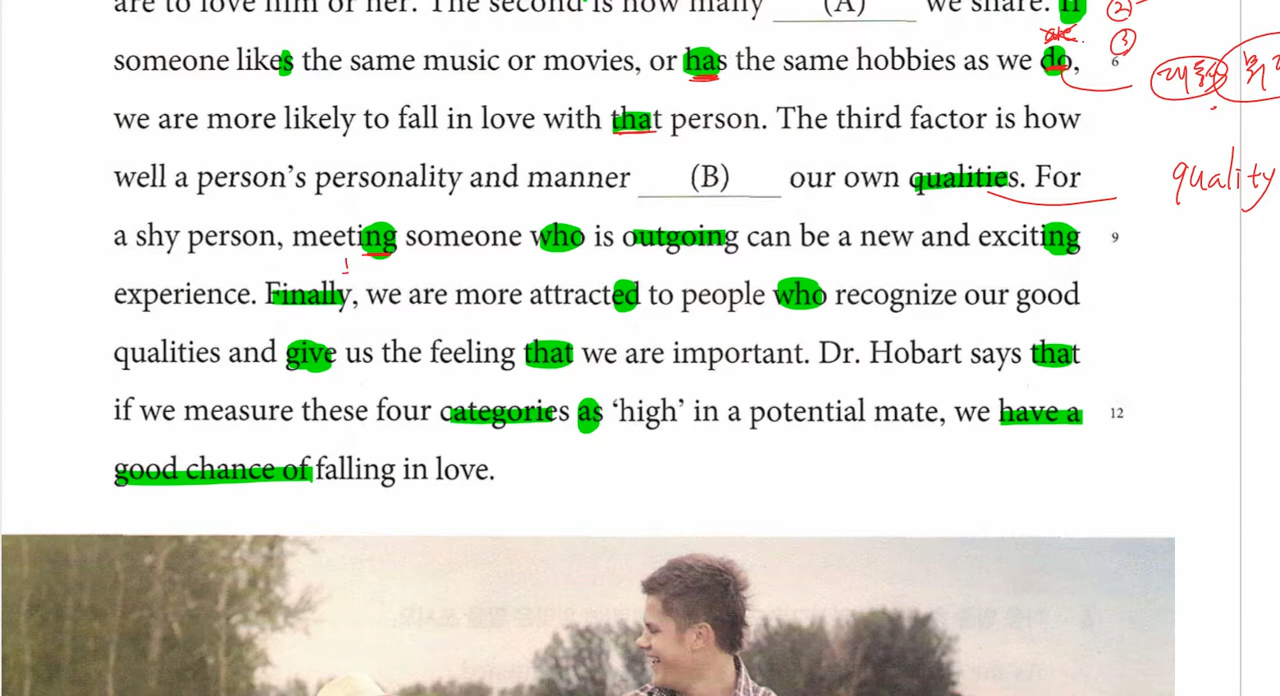 are to love him or her. The second is how many (A) we share. If ②
③
someone likes the same music or movies, or has the same hobbies as we do, 6
we are more likely to fall in love with that person. The third factor is how
well a person's personality and manner (B) our own qualities. For quality
a shy person, meeting someone who is outgoing can be a new and exciting 9
experience. Finally, we are more attracted to people who recognize our good
qualities and give us the feeling that we are important. Dr. Hobart says that
if we measure these four categories as 'high' in a potential mate, we have a 12
good chance of falling in love.